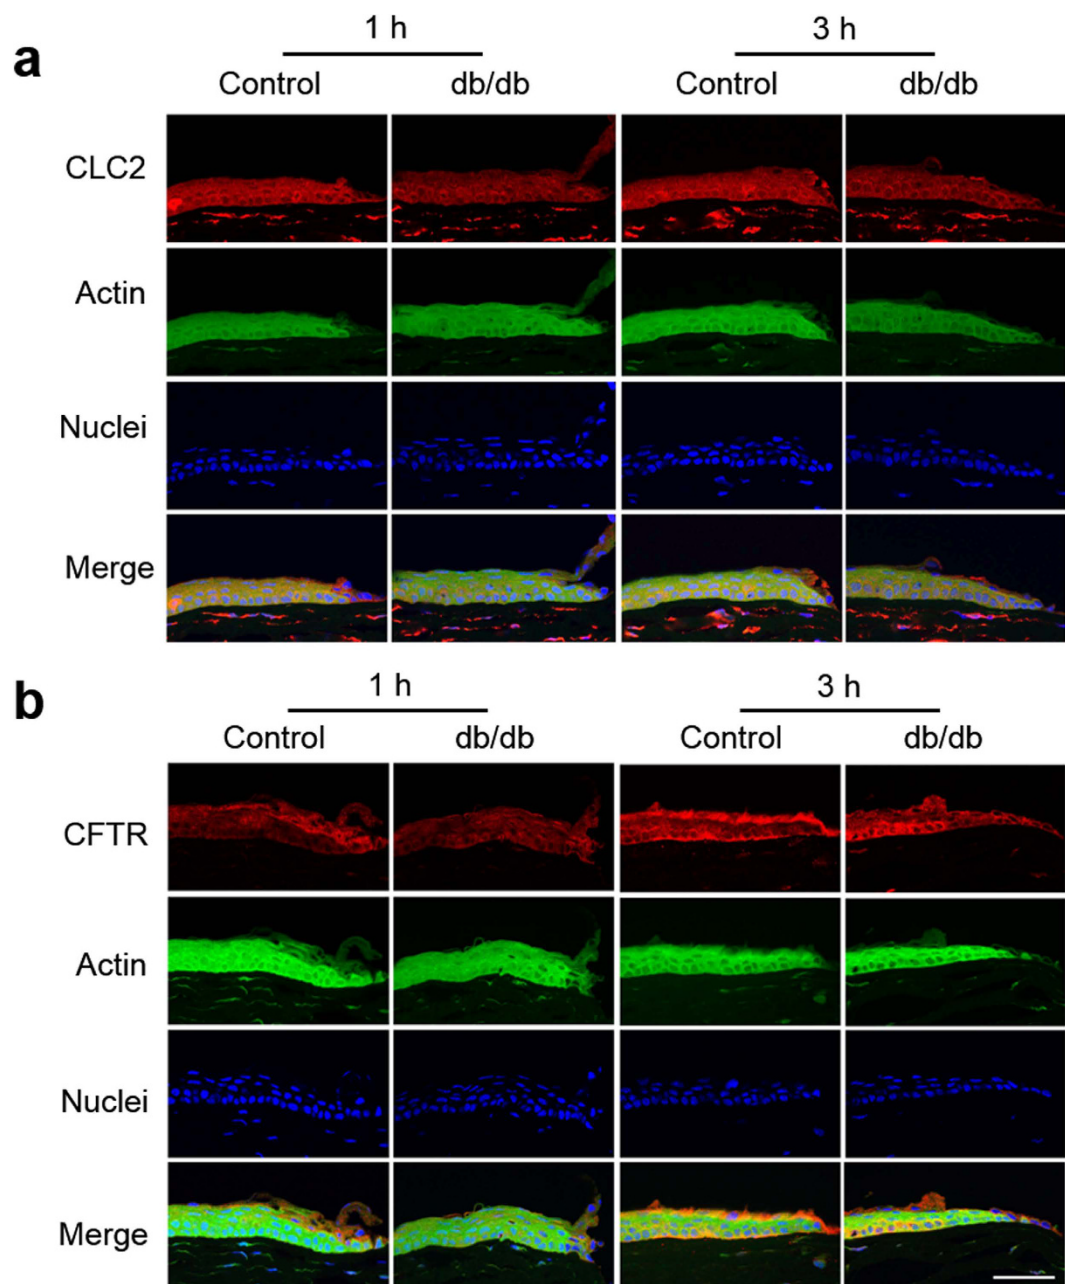 a
1 h
3 h
Control
db/db
Control
db/db
CLC2
Actin
Nuclei
Merge
b
1 h
3 h
Control
db/db
Control
db/db
CFTR
Actin
Nuclei
Merge